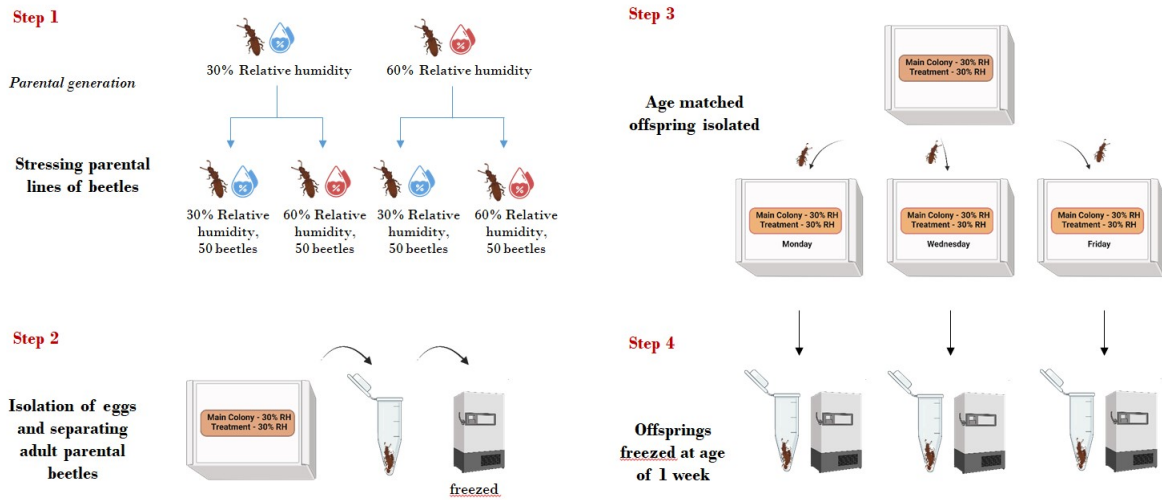 Step 1
30% Relative humidity
60% Relative humidity
Parental generation
Stressing parental
lines of beetles
30% Relative
humidity,
50 beetles
60% Relative
humidity,
50 beetles
30% Relative
humidity,
50 beetles
60% Relative
humidity,
50 beetles
Step 2
Isolation of eggs
and separating
adult parental
beetles
Main Colony - 30% RH
Treatment - 30% RH
freezed
Step 3
Main Colony - 30% RH
Treatment - 30% RH
Age matched
offspring isolated
Main Colony - 30% RH
Treatment - 30% RH
Monday
Main Colony - 30% RH
Treatment - 30% RH
Wednesday
Main Colony - 30% RH
Treatment - 30% RH
Friday
Step 4
Offsprings
freezed at age
of 1 week